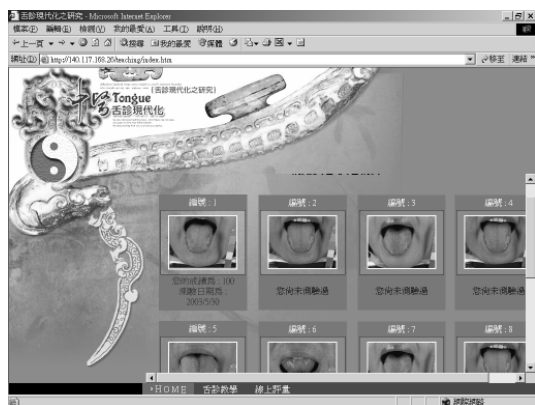 舌診現代化之研究 - Microsoft Internet Explorer
檔案(F) 編輯(E) 檢視(V) 我的最愛(A) 工具(T) 說明(H)
上一頁 搜尋 我的最愛 媒體
網址(D) http://140.117.168.26/teaching/index.htm 移至 連結
Tongue
「舌診現代化之研究」
舌診現代化
編號 : 1 編號 : 2 編號 : 3 編號 : 4
您的成績為 : 100 您尚未測驗過 您尚未測驗過 您尚未測驗過
測驗日期為 :
2003/5/30
編號 : 5 編號 : 6 編號 : 7 編號 : 8
HOME 舌診教學 線上評量
網際網路